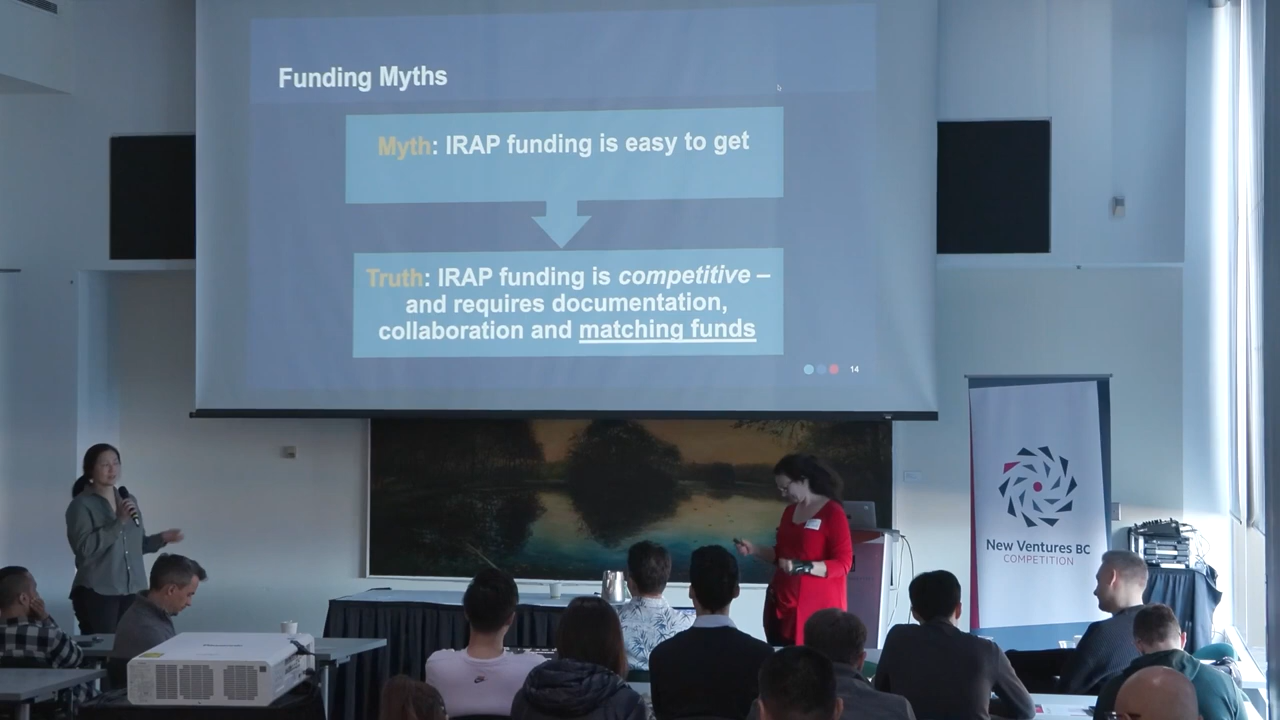 Funding Myths
Myth: IRAP funding is easy to get
Truth: IRAP funding is competitive –
and requires documentation,
collaboration and matching funds
14
New Ventures BC
COMPETITION